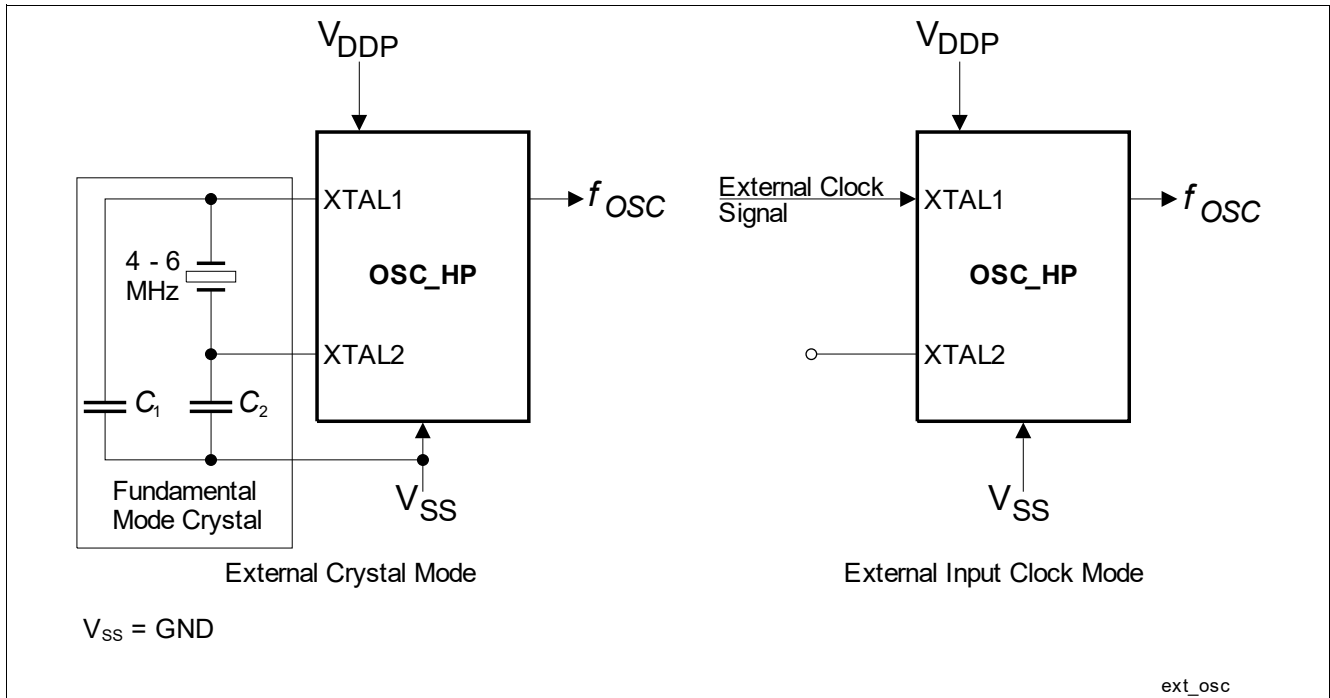 VDDP
XTAL1
fOSC
4 - 6
MHz
OSC_HP
XTAL2
C1
C2
Fundamental
Mode Crystal
VSS
External Crystal Mode
VSS = GND
VDDP
External Clock
Signal
XTAL1
fOSC
OSC_HP
XTAL2
VSS
External Input Clock Mode
ext_osc